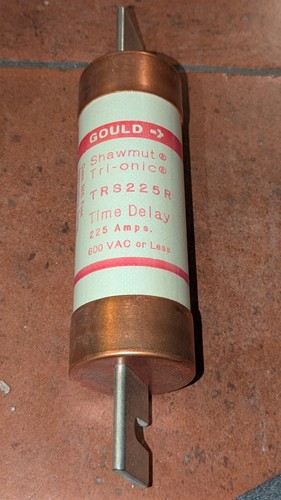 GOULD
Shawmut®
Tri-onic®
TRS225R
Time Delay
225 Amps.
600 VAC or Less